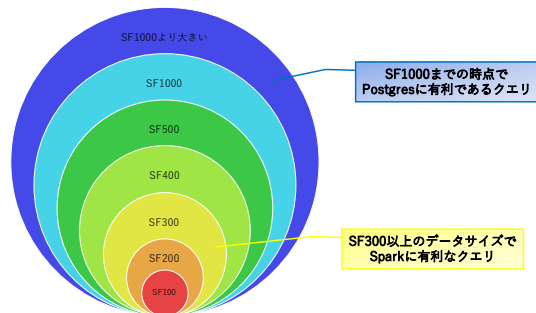 SF1000より大きい
SF1000
SF500
SF400
SF300
SF200
SF100
SF1000までの時点で
Postgresに有利であるクエリ
SF300以上のデータサイズで
Sparkに有利なクエリ